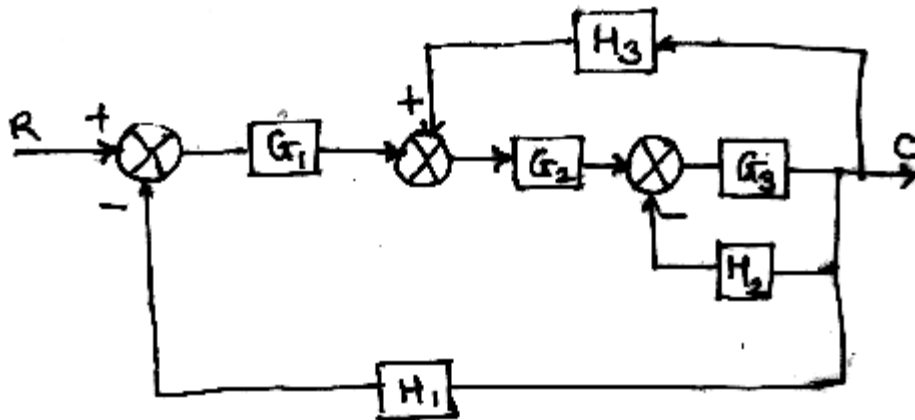 H₃
+
R + G₁ G₂ G₃ C
−
−
H₂
H₁